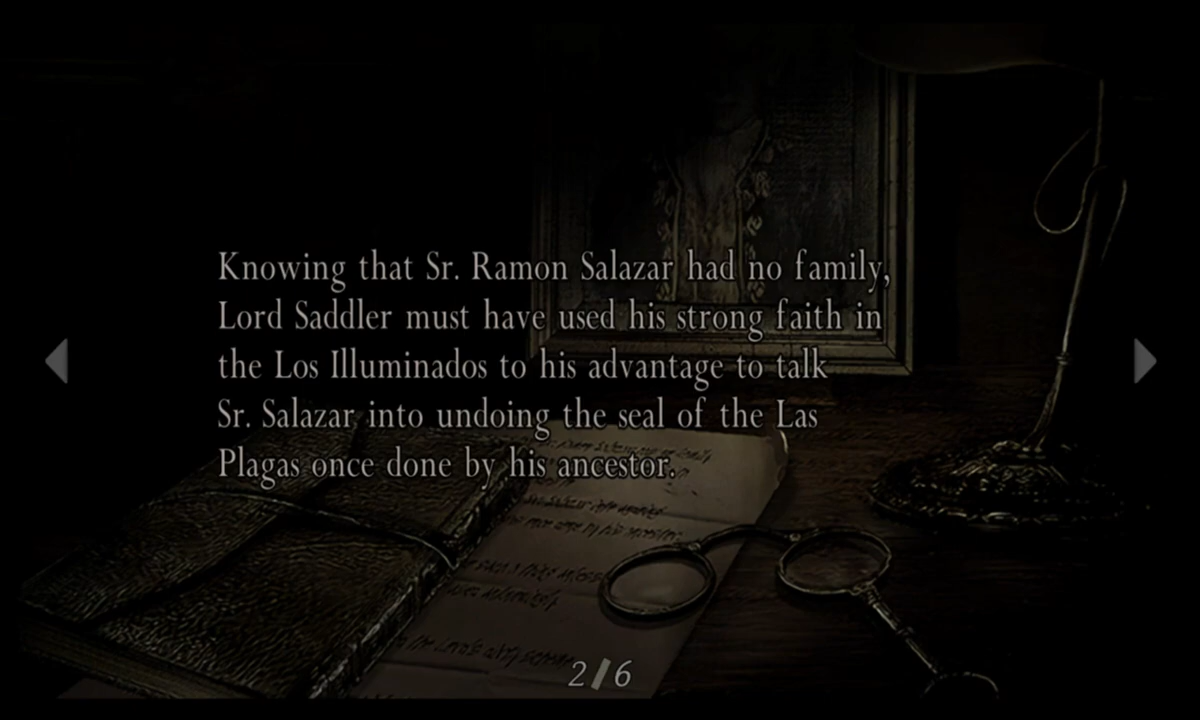 Knowing that Sr. Ramon Salazar had no family,
Lord Saddler must have used his strong faith in
the Los Illuminados to his advantage to talk
Sr. Salazar into undoing the seal of the Las
Plagas once done by his ancestor.
2/6